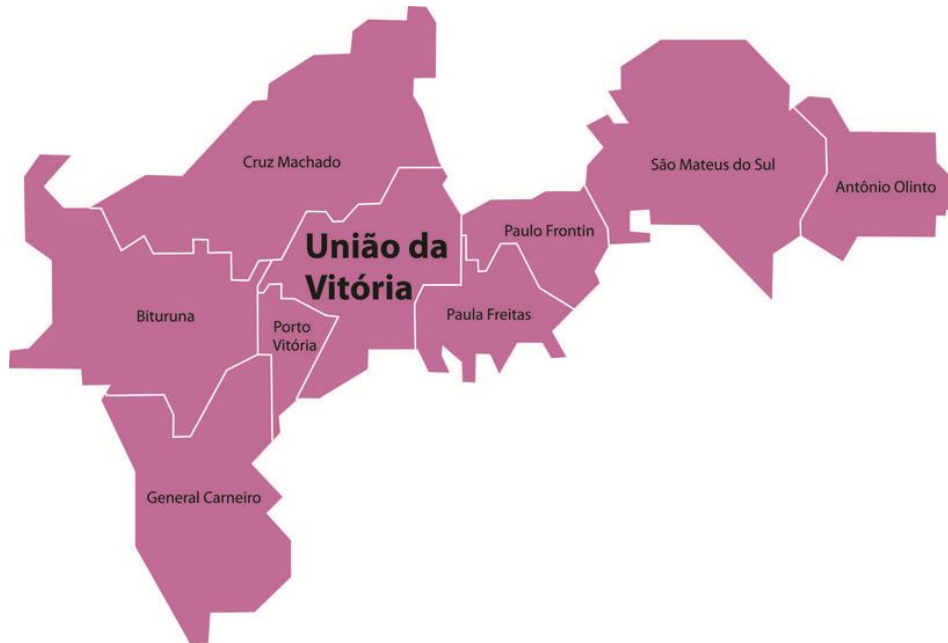 Cruz Machado
São Mateus do Sul
Antônio Olinto
Paulo Frontin
União da
Vitória
Bituruna
Porto
Vitória
Paula Freitas
General Carneiro